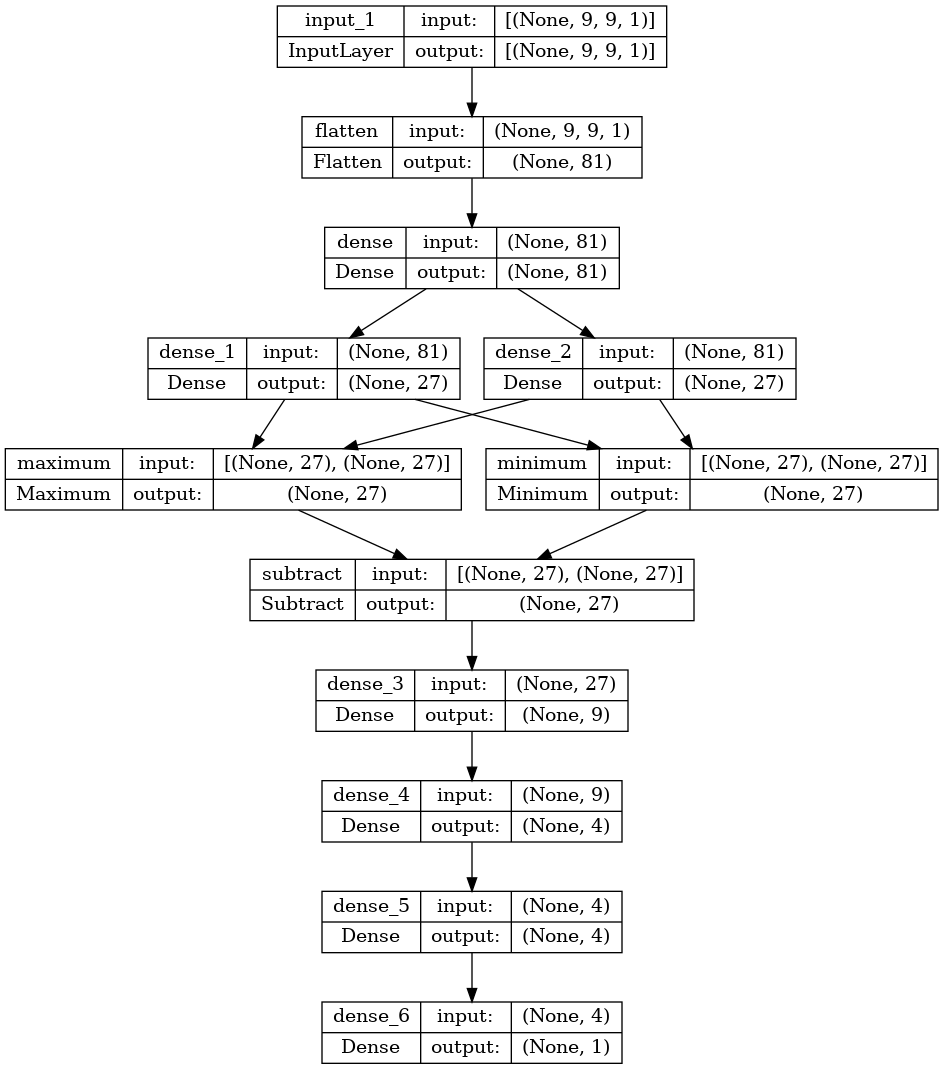 input_1 input: [(None, 9, 9, 1)]
InputLayer output: [(None, 9, 9, 1)]
flatten input: (None, 9, 9, 1)
Flatten output: (None, 81)
dense input: (None, 81)
Dense output: (None, 81)
dense_1 input: (None, 81)
Dense output: (None, 27)
dense_2 input: (None, 81)
Dense output: (None, 27)
maximum input: [(None, 27), (None, 27)]
Maximum output: (None, 27)
minimum input: [(None, 27), (None, 27)]
Minimum output: (None, 27)
subtract input: [(None, 27), (None, 27)]
Subtract output: (None, 27)
dense_3 input: (None, 27)
Dense output: (None, 9)
dense_4 input: (None, 9)
Dense output: (None, 4)
dense_5 input: (None, 4)
Dense output: (None, 4)
dense_6 input: (None, 4)
Dense output: (None, 1)